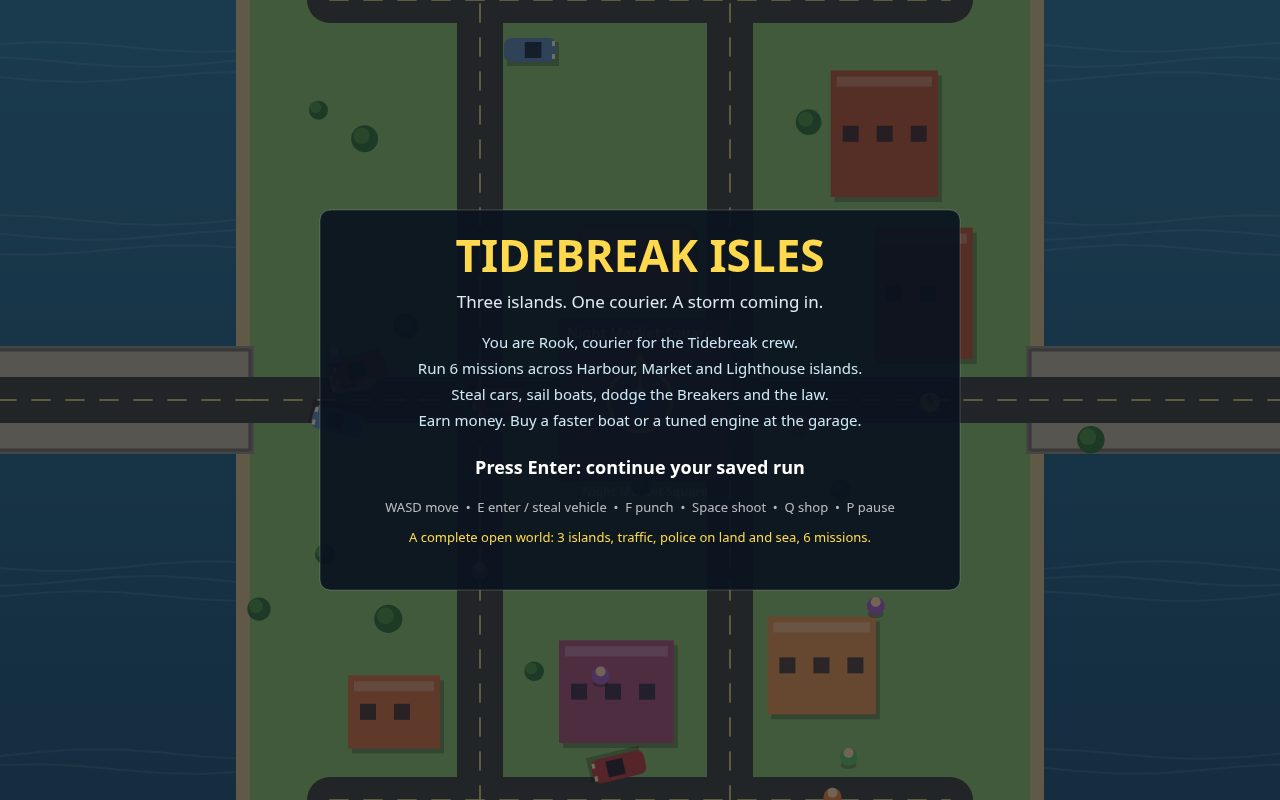 TIDEBREAK ISLES
Three islands. One courier. A storm coming in.
Night Market Square
You are Rook, courier for the Tidebreak crew.
Run 6 missions across Harbour, Market and Lighthouse islands.
Steal cars, sail boats, dodge the Breakers and the law.
Earn money. Buy a faster boat or a tuned engine at the garage.
Press Enter: continue your saved run
WASD move • E enter / steal vehicle • F punch • Space shoot • Q shop • P pause
A complete open world: 3 islands, traffic, police on land and sea, 6 missions.